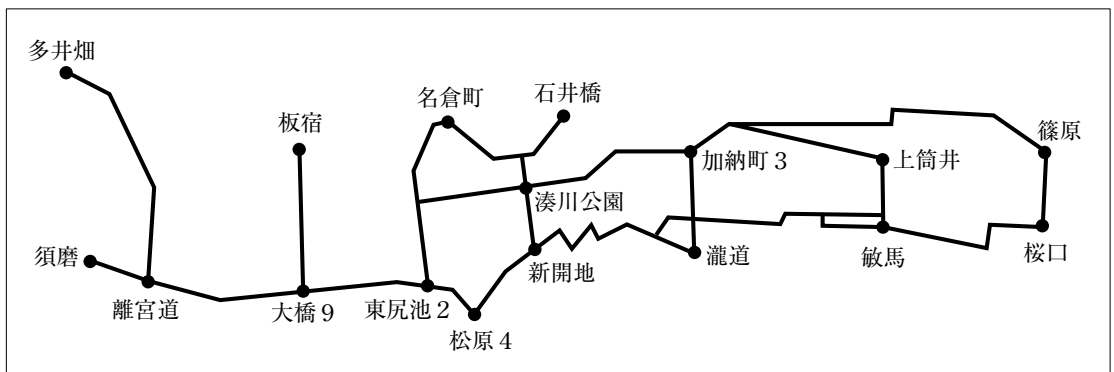 多井畑
石井橋
名倉町
板宿
篠原
加納町３
上筒井
湊川公園
須磨
新開地
瀧道
敏馬
桜口
離宮道
大橋９
東尻池２
松原４